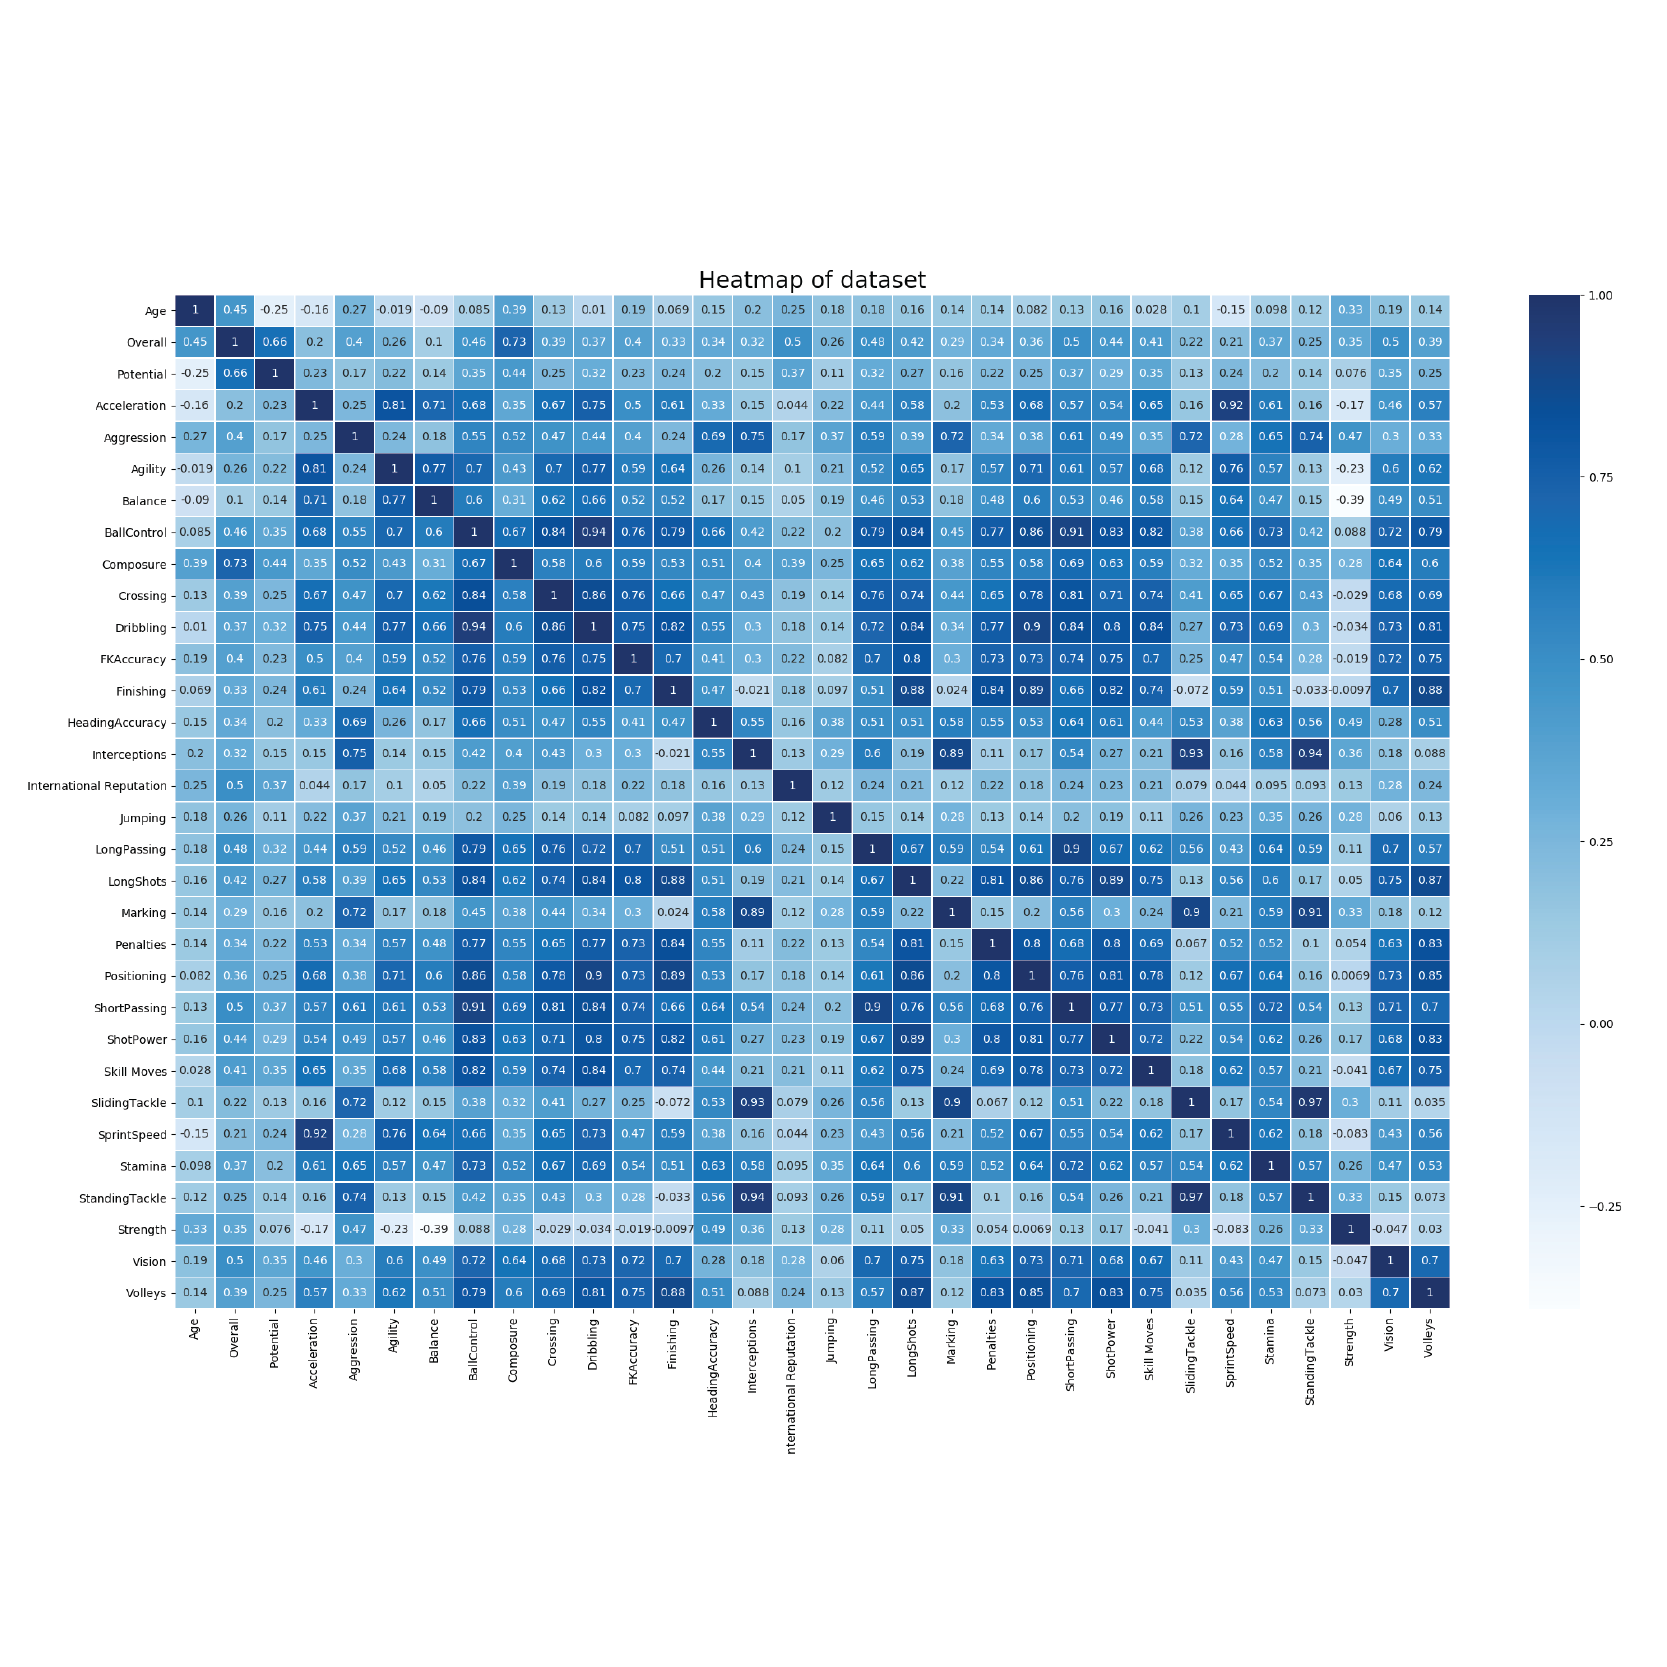 Heatmap of dataset
Age 1 0.45 -0.25 -0.16 0.27 -0.019 -0.09 0.085 0.39 0.13 0.01 0.19 0.069 0.15 0.2 0.25 0.18 0.18 0.16 0.14 0.14 0.082 0.13 0.16 0.028 0.1 -0.15 0.098 0.12 0.33 0.19 0.14
Overall 0.45 1 0.66 0.2 0.4 0.26 0.1 0.46 0.73 0.39 0.37 0.4 0.33 0.34 0.32 0.5 0.26 0.48 0.42 0.29 0.34 0.36 0.5 0.44 0.41 0.22 0.21 0.37 0.25 0.35 0.5 0.39
Potential -0.25 0.66 1 0.23 0.17 0.22 0.14 0.35 0.44 0.25 0.32 0.23 0.24 0.2 0.15 0.37 0.11 0.32 0.27 0.16 0.22 0.25 0.37 0.29 0.35 0.13 0.24 0.2 0.14 0.076 0.35 0.25
Acceleration -0.16 0.2 0.23 1 0.25 0.81 0.71 0.68 0.35 0.67 0.75 0.5 0.61 0.33 0.15 0.044 0.22 0.44 0.58 0.2 0.53 0.68 0.57 0.54 0.65 0.16 0.92 0.61 0.16 -0.17 0.46 0.57
Aggression 0.27 0.4 0.17 0.25 1 0.24 0.18 0.55 0.52 0.47 0.44 0.4 0.24 0.69 0.75 0.17 0.37 0.59 0.39 0.72 0.34 0.38 0.61 0.49 0.35 0.72 0.28 0.65 0.74 0.47 0.3 0.33
Agility -0.019 0.26 0.22 0.81 0.24 1 0.77 0.7 0.43 0.7 0.77 0.59 0.64 0.26 0.14 0.1 0.21 0.52 0.65 0.17 0.57 0.71 0.61 0.57 0.68 0.12 0.76 0.57 0.13 -0.23 0.6 0.62
Balance -0.09 0.1 0.14 0.71 0.18 0.77 1 0.6 0.31 0.62 0.66 0.52 0.52 0.17 0.15 0.05 0.19 0.46 0.53 0.18 0.48 0.6 0.53 0.46 0.58 0.15 0.64 0.47 0.15 -0.39 0.49 0.51
BallControl 0.085 0.46 0.35 0.68 0.55 0.7 0.6 1 0.67 0.84 0.94 0.76 0.79 0.66 0.42 0.22 0.2 0.79 0.84 0.45 0.77 0.86 0.91 0.83 0.82 0.38 0.66 0.73 0.42 0.088 0.72 0.79
Composure 0.39 0.73 0.44 0.35 0.52 0.43 0.31 0.67 1 0.58 0.6 0.59 0.53 0.51 0.4 0.39 0.25 0.65 0.62 0.38 0.55 0.58 0.69 0.63 0.59 0.32 0.35 0.52 0.35 0.28 0.64 0.6
Crossing 0.13 0.39 0.25 0.67 0.47 0.7 0.62 0.84 0.58 1 0.86 0.76 0.66 0.47 0.43 0.19 0.14 0.76 0.74 0.44 0.65 0.78 0.81 0.71 0.74 0.41 0.65 0.67 0.43 -0.029 0.68 0.69
Dribbling 0.01 0.37 0.32 0.75 0.44 0.77 0.66 0.94 0.6 0.86 1 0.75 0.82 0.55 0.3 0.18 0.14 0.72 0.84 0.34 0.77 0.9 0.84 0.8 0.84 0.27 0.73 0.69 0.3 -0.034 0.73 0.81
FKAccuracy 0.19 0.4 0.23 0.5 0.4 0.59 0.52 0.76 0.59 0.76 0.75 1 0.7 0.41 0.3 0.22 0.082 0.7 0.8 0.3 0.73 0.73 0.74 0.75 0.7 0.25 0.47 0.54 0.28 -0.019 0.72 0.75
Finishing 0.069 0.33 0.24 0.61 0.24 0.64 0.52 0.79 0.53 0.66 0.82 0.7 1 0.47 -0.021 0.18 0.097 0.51 0.88 0.024 0.84 0.89 0.66 0.82 0.74 -0.072 0.59 0.51 -0.033 -0.0097 0.7 0.88
HeadingAccuracy 0.15 0.34 0.2 0.33 0.69 0.26 0.17 0.66 0.51 0.47 0.55 0.41 0.47 1 0.55 0.16 0.38 0.51 0.51 0.58 0.55 0.53 0.64 0.61 0.44 0.53 0.38 0.63 0.56 0.49 0.28 0.51
Interceptions 0.2 0.32 0.15 0.15 0.75 0.14 0.15 0.42 0.4 0.43 0.3 0.3 -0.021 0.55 1 0.13 0.29 0.6 0.19 0.89 0.11 0.17 0.54 0.27 0.21 0.93 0.16 0.58 0.94 0.36 0.18 0.088
International Reputation 0.25 0.5 0.37 0.044 0.17 0.1 0.05 0.22 0.39 0.19 0.18 0.22 0.18 0.16 0.13 1 0.12 0.24 0.21 0.12 0.22 0.18 0.24 0.23 0.21 0.079 0.044 0.095 0.093 0.13 0.28 0.24
Jumping 0.18 0.26 0.11 0.22 0.37 0.21 0.19 0.2 0.25 0.14 0.14 0.082 0.097 0.38 0.29 0.12 1 0.15 0.14 0.28 0.13 0.14 0.2 0.19 0.11 0.26 0.23 0.35 0.26 0.28 0.06 0.13
LongPassing 0.18 0.48 0.32 0.44 0.59 0.52 0.46 0.79 0.65 0.76 0.72 0.7 0.51 0.51 0.6 0.24 0.15 1 0.67 0.59 0.54 0.61 0.9 0.67 0.62 0.56 0.43 0.64 0.59 0.11 0.7 0.57
LongShots 0.16 0.42 0.27 0.58 0.39 0.65 0.53 0.84 0.62 0.74 0.84 0.8 0.88 0.51 0.19 0.21 0.14 0.67 1 0.22 0.81 0.86 0.76 0.89 0.75 0.13 0.56 0.6 0.17 0.05 0.75 0.87
Marking 0.14 0.29 0.16 0.2 0.72 0.17 0.18 0.45 0.38 0.44 0.34 0.3 0.024 0.58 0.89 0.12 0.28 0.59 0.22 1 0.15 0.2 0.56 0.3 0.24 0.9 0.21 0.59 0.91 0.33 0.18 0.12
Penalties 0.14 0.34 0.22 0.53 0.34 0.57 0.48 0.77 0.55 0.65 0.77 0.73 0.84 0.55 0.11 0.22 0.13 0.54 0.81 0.15 1 0.8 0.68 0.8 0.69 0.067 0.52 0.52 0.1 0.054 0.63 0.83
Positioning 0.082 0.36 0.25 0.68 0.38 0.71 0.6 0.86 0.58 0.78 0.9 0.73 0.89 0.53 0.17 0.18 0.14 0.61 0.86 0.2 0.8 1 0.76 0.81 0.78 0.12 0.67 0.64 0.16 0.0069 0.73 0.85
ShortPassing 0.13 0.5 0.37 0.57 0.61 0.61 0.53 0.91 0.69 0.81 0.84 0.74 0.66 0.64 0.54 0.24 0.2 0.9 0.76 0.56 0.68 0.76 1 0.77 0.73 0.51 0.55 0.72 0.54 0.13 0.71 0.7
ShotPower 0.16 0.44 0.29 0.54 0.49 0.57 0.46 0.83 0.63 0.71 0.8 0.75 0.82 0.61 0.27 0.23 0.19 0.67 0.89 0.3 0.8 0.81 0.77 1 0.72 0.22 0.54 0.62 0.26 0.17 0.68 0.83
Skill Moves 0.028 0.41 0.35 0.65 0.35 0.68 0.58 0.82 0.59 0.74 0.84 0.7 0.74 0.44 0.21 0.21 0.11 0.62 0.75 0.24 0.69 0.78 0.73 0.72 1 0.18 0.62 0.57 0.21 -0.041 0.67 0.75
SlidingTackle 0.1 0.22 0.13 0.16 0.72 0.12 0.15 0.38 0.32 0.41 0.27 0.25 -0.072 0.53 0.93 0.079 0.26 0.56 0.13 0.9 0.067 0.12 0.51 0.22 0.18 1 0.17 0.54 0.97 0.3 0.11 0.035
SprintSpeed -0.15 0.21 0.24 0.92 0.28 0.76 0.64 0.66 0.35 0.65 0.73 0.47 0.59 0.38 0.16 0.044 0.23 0.43 0.56 0.21 0.52 0.67 0.55 0.54 0.62 0.17 1 0.62 0.18 -0.083 0.43 0.56
Stamina 0.098 0.37 0.2 0.61 0.65 0.57 0.47 0.73 0.52 0.67 0.69 0.54 0.51 0.63 0.58 0.095 0.35 0.64 0.6 0.59 0.52 0.64 0.72 0.62 0.57 0.54 0.62 1 0.57 0.26 0.47 0.53
StandingTackle 0.12 0.25 0.14 0.16 0.74 0.13 0.15 0.42 0.35 0.43 0.3 0.28 -0.033 0.56 0.94 0.093 0.26 0.59 0.17 0.91 0.1 0.16 0.54 0.26 0.21 0.97 0.18 0.57 1 0.33 0.15 0.073
Strength 0.33 0.35 0.076 -0.17 0.47 -0.23 -0.39 0.088 0.28 -0.029 -0.034 -0.019 -0.0097 0.49 0.36 0.13 0.28 0.11 0.05 0.33 0.054 0.0069 0.13 0.17 -0.041 0.3 -0.083 0.26 0.33 1 -0.047 0.03
Vision 0.19 0.5 0.35 0.46 0.3 0.6 0.49 0.72 0.64 0.68 0.73 0.72 0.7 0.28 0.18 0.28 0.06 0.7 0.75 0.18 0.63 0.73 0.71 0.68 0.67 0.11 0.43 0.47 0.15 -0.047 1 0.7
Volleys 0.14 0.39 0.25 0.57 0.33 0.62 0.51 0.79 0.6 0.69 0.81 0.75 0.88 0.51 0.088 0.24 0.13 0.57 0.87 0.12 0.83 0.85 0.7 0.83 0.75 0.035 0.56 0.53 0.073 0.03 0.7 1
Age
Overall
Potential
Acceleration
Aggression
Agility
Balance
BallControl
Composure
Crossing
Dribbling
FKAccuracy
Finishing
HeadingAccuracy
Interceptions
nternational Reputation
Jumping
LongPassing
LongShots
Marking
Penalties
Positioning
ShortPassing
ShotPower
Skill Moves
SlidingTackle
SprintSpeed
Stamina
StandingTackle
Strength
Vision
Volleys
1.00
0.75
0.50
0.25
0.00
−0.25